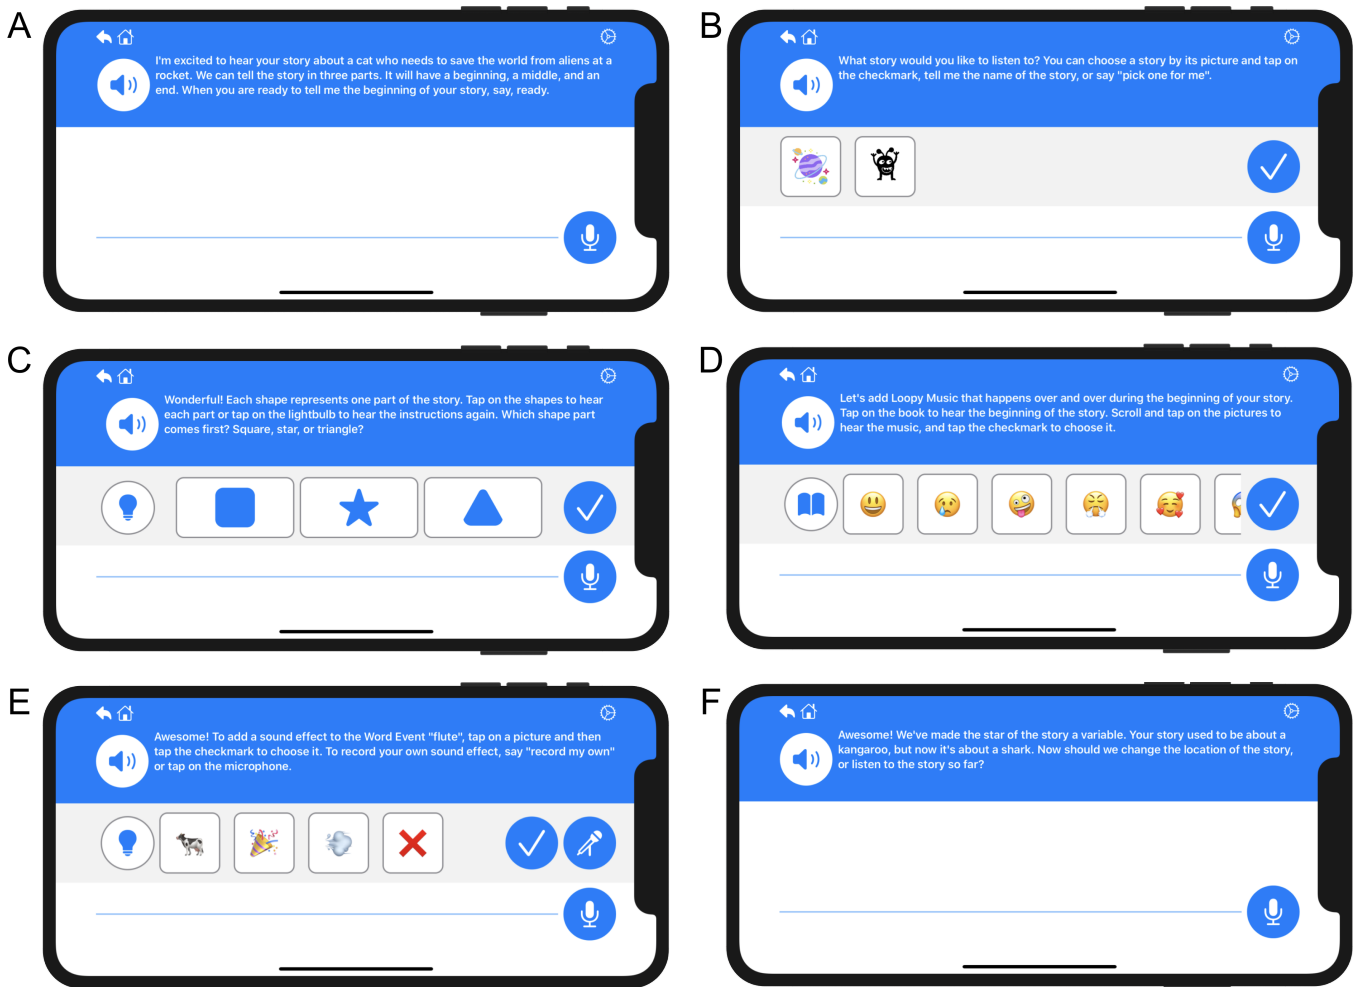 A
I'm excited to hear your story about a cat who needs to save the world from aliens at a
rocket. We can tell the story in three parts. It will have a beginning, a middle, and an
end. When you are ready to tell me the beginning of your story, say, ready.
B
What story would you like to listen to? You can choose a story by its picture and tap on
the checkmark, tell me the name of the story, or say "pick one for me".
C
Wonderful! Each shape represents one part of the story. Tap on the shapes to hear
each part or tap on the lightbulb to hear the instructions again. Which shape part
comes first? Square, star, or triangle?
D
Let's add Loopy Music that happens over and over during the beginning of your story.
Tap on the book to hear the beginning of the story. Scroll and tap on the pictures to
hear the music, and tap the checkmark to choose it.
E
Awesome! To add a sound effect to the Word Event "flute", tap on a picture and then
tap the checkmark to choose it. To record your own sound effect, say "record my own"
or tap on the microphone.
F
Awesome! We've made the star of the story a variable. Your story used to be about a
kangaroo, but now it's about a shark. Now should we change the location of the story,
or listen to the story so far?